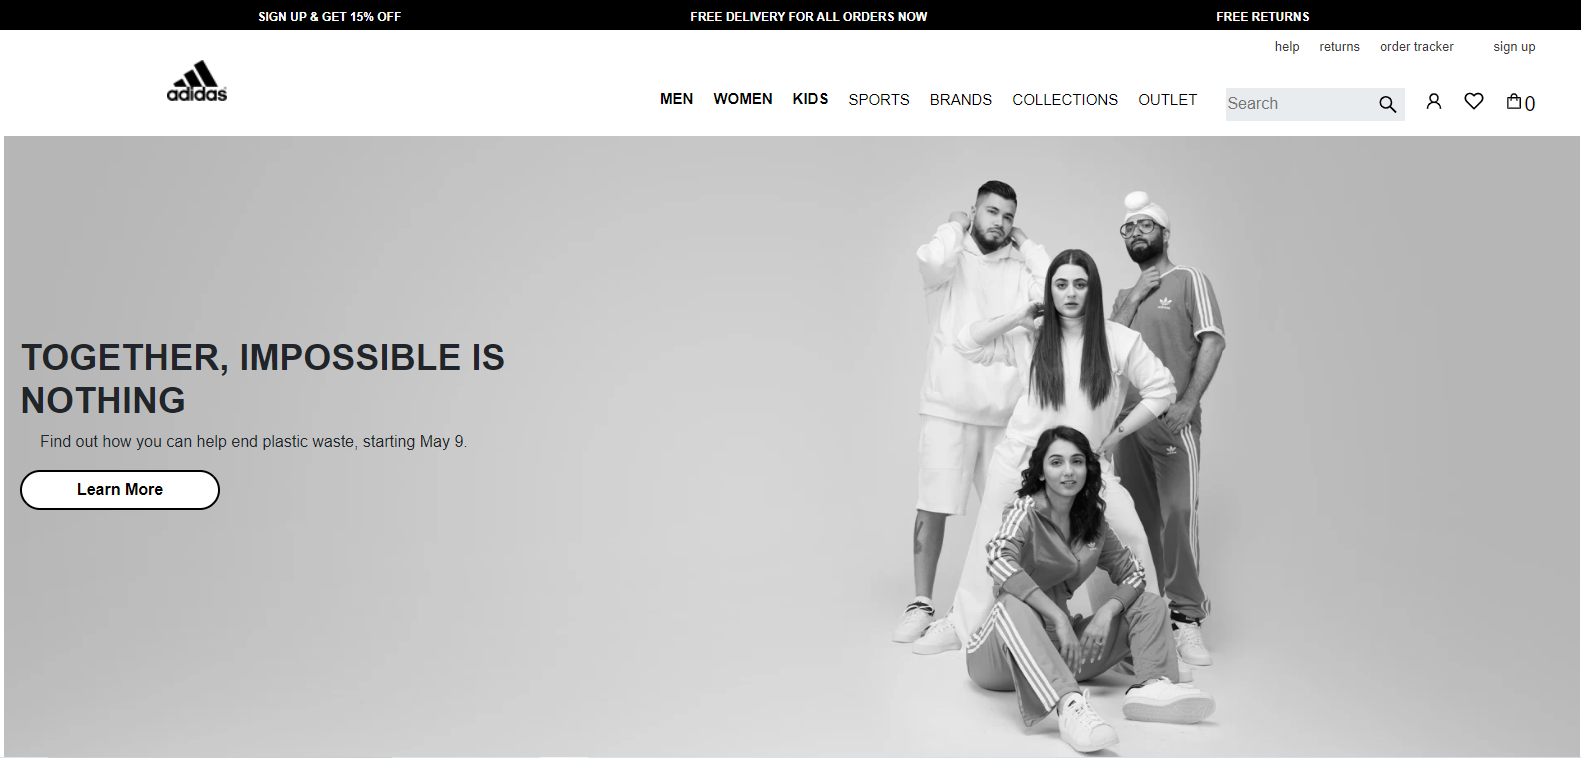 SIGN UP & GET 15% OFF
FREE DELIVERY FOR ALL ORDERS NOW
FREE RETURNS
help
returns
order tracker
sign up
adidas
MEN
WOMEN
KIDS
SPORTS
BRANDS
COLLECTIONS
OUTLET
Search
0
TOGETHER, IMPOSSIBLE IS
NOTHING
Find out how you can help end plastic waste, starting May 9.
Learn More